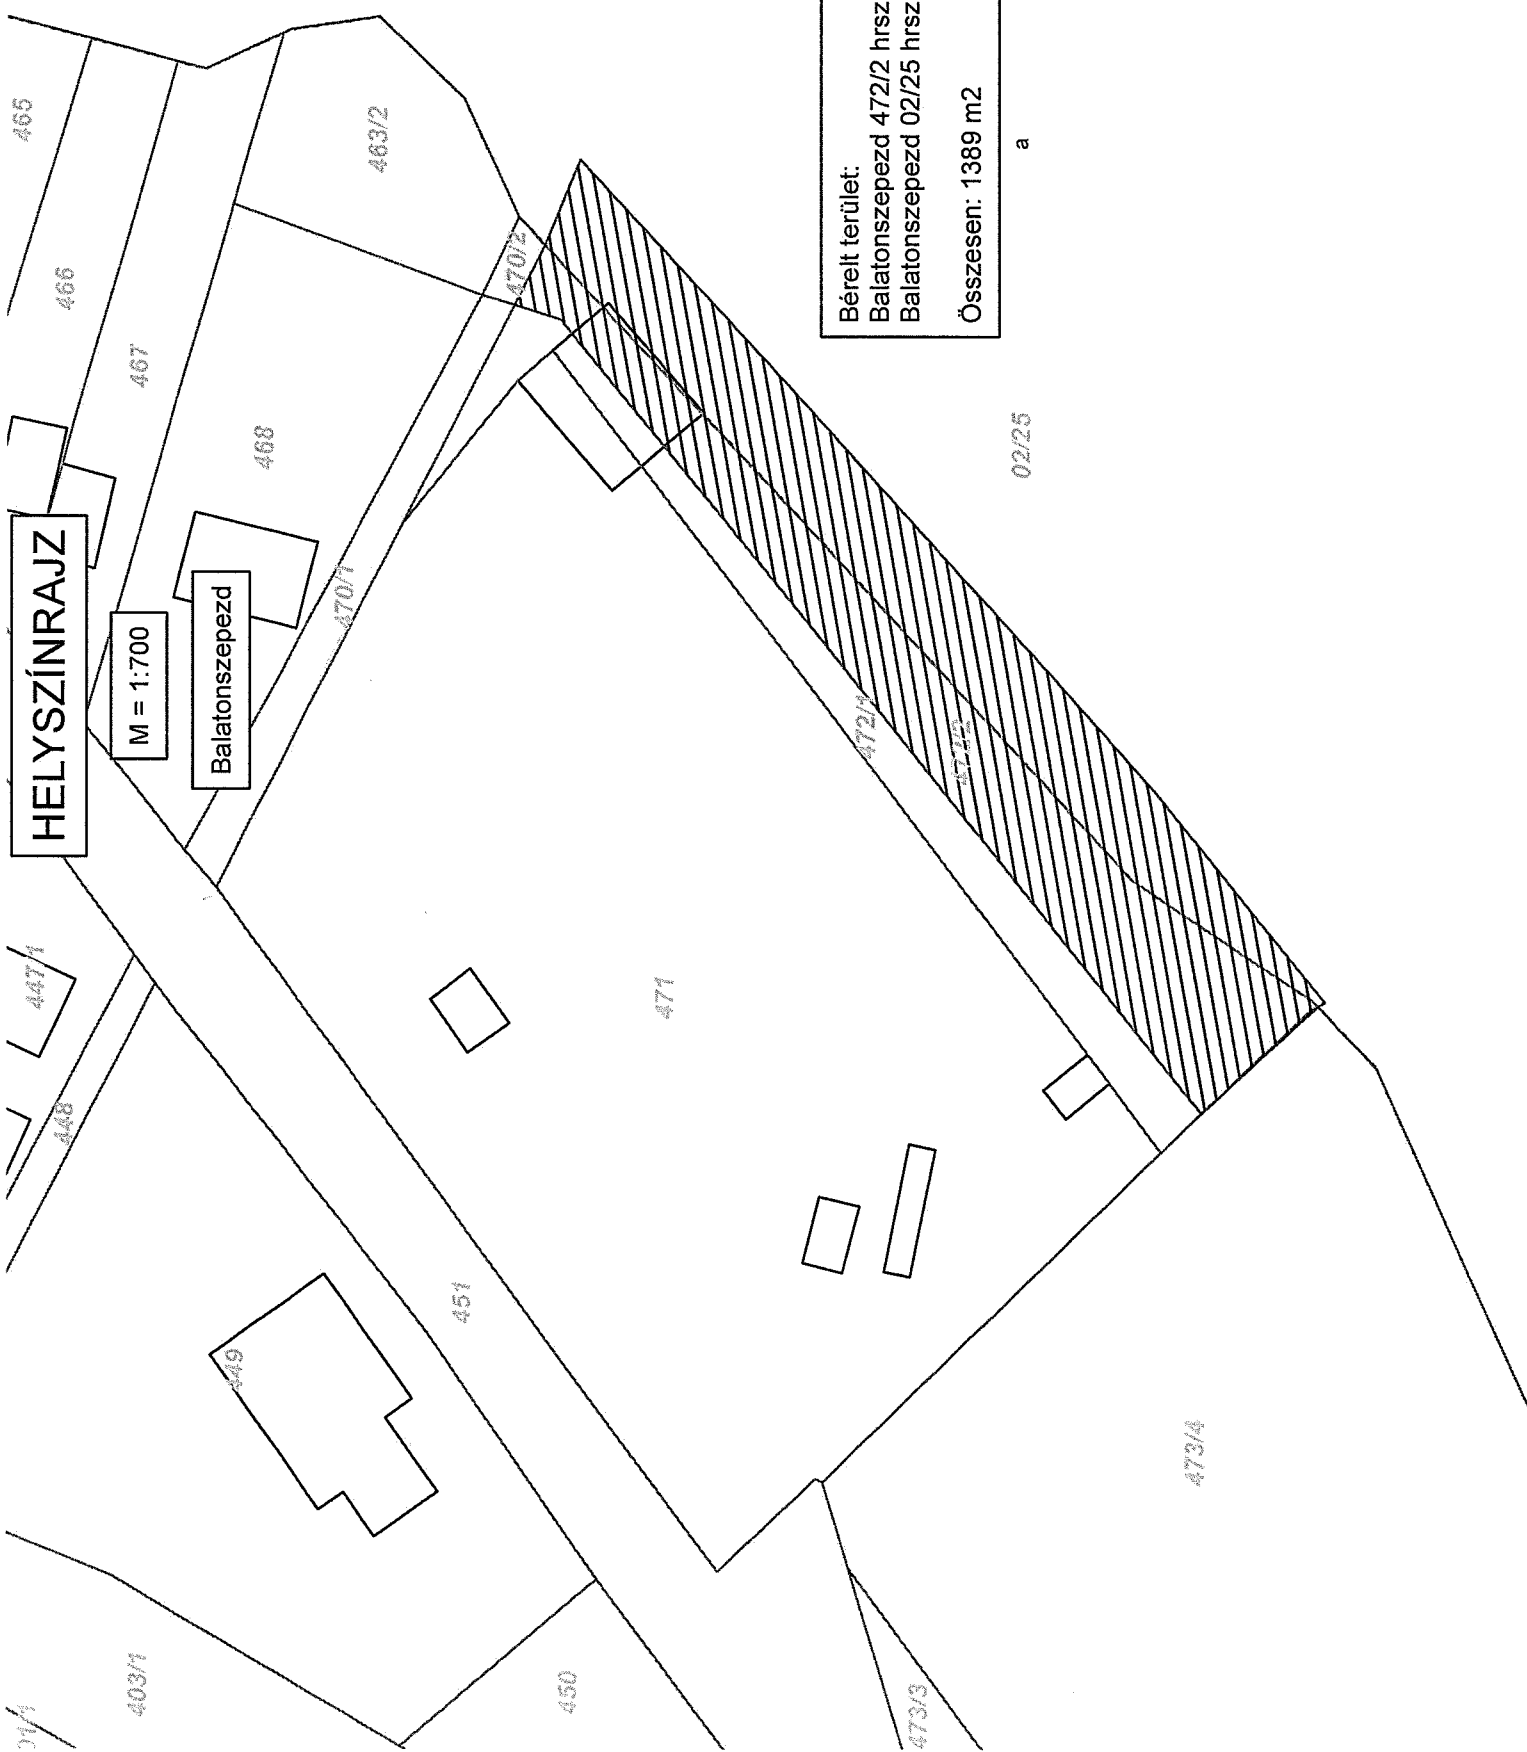 HELYSZÍNRAJZ
M = 1:700
Balatonszepezd
Bérelt terület:
Balatonszepezd 472/2 hrsz
Balatonszepezd 02/25 hrsz
Összesen: 1389 m2
a
465
466
467
468
463/2
470/2
470/1
447/1
448
449
451
471
472/1
02/25
403/1
450
473/3
473/4